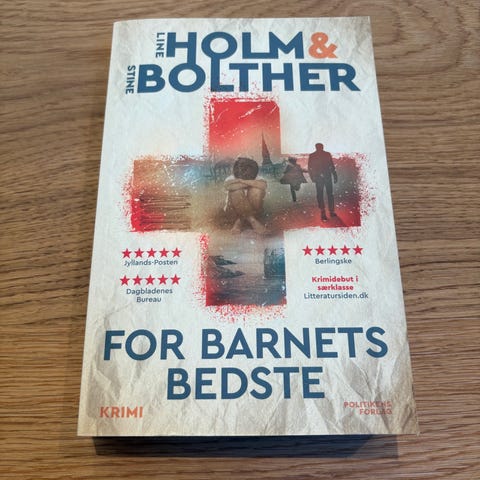 LINE HOLM &
STINE BOLTHER
★★★★★
Jyllands-Posten
★★★★★
Dagbladenes
Bureau
★★★★★
Berlingske
Krimidebut i
særklasse
Litteratursiden.dk
FOR BARNETS
BEDSTE
KRIMI
POLITIKENS
FORLAG